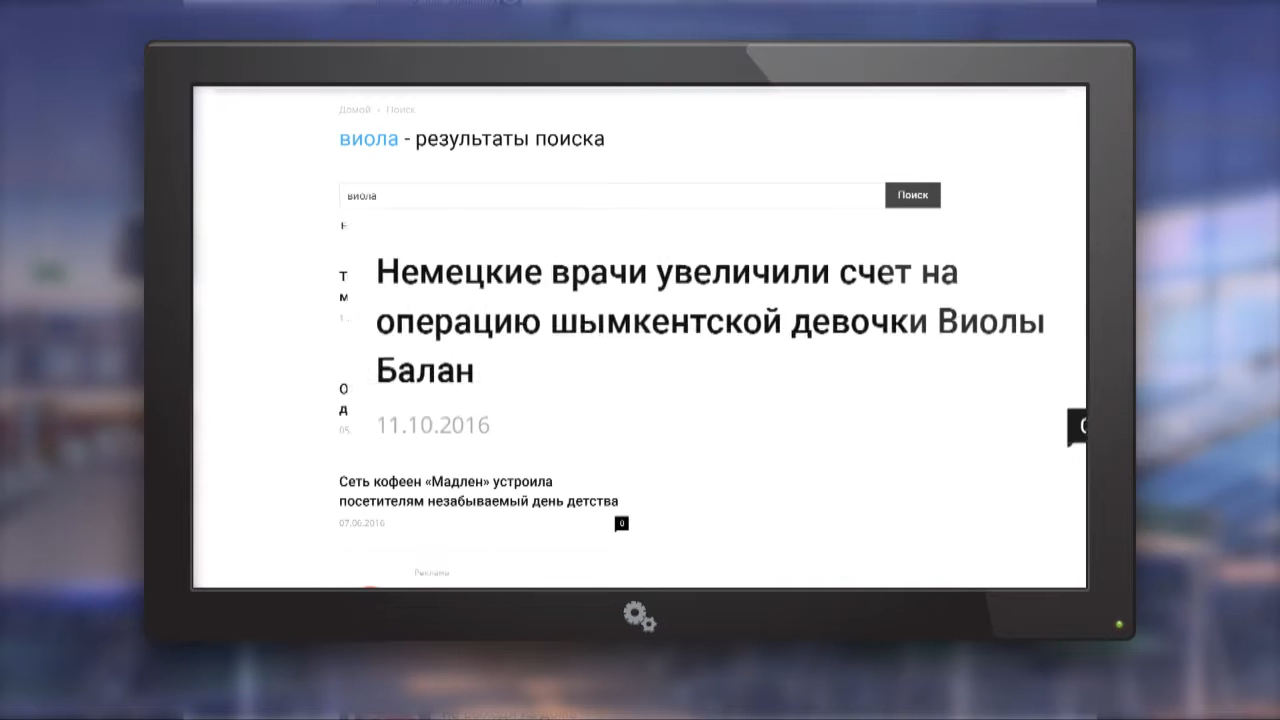 Домой › Поиск
виола - результаты поиска
виола
Поиск
Т
м
Немецкие врачи увеличили счет на
операцию шымкентской девочки Виолы
Балан
11.10.2016
О
д
05.
Сеть кофеен «Мадлен» устроила
посетителям незабываемый день детства
07.06.2016
0
Реклама